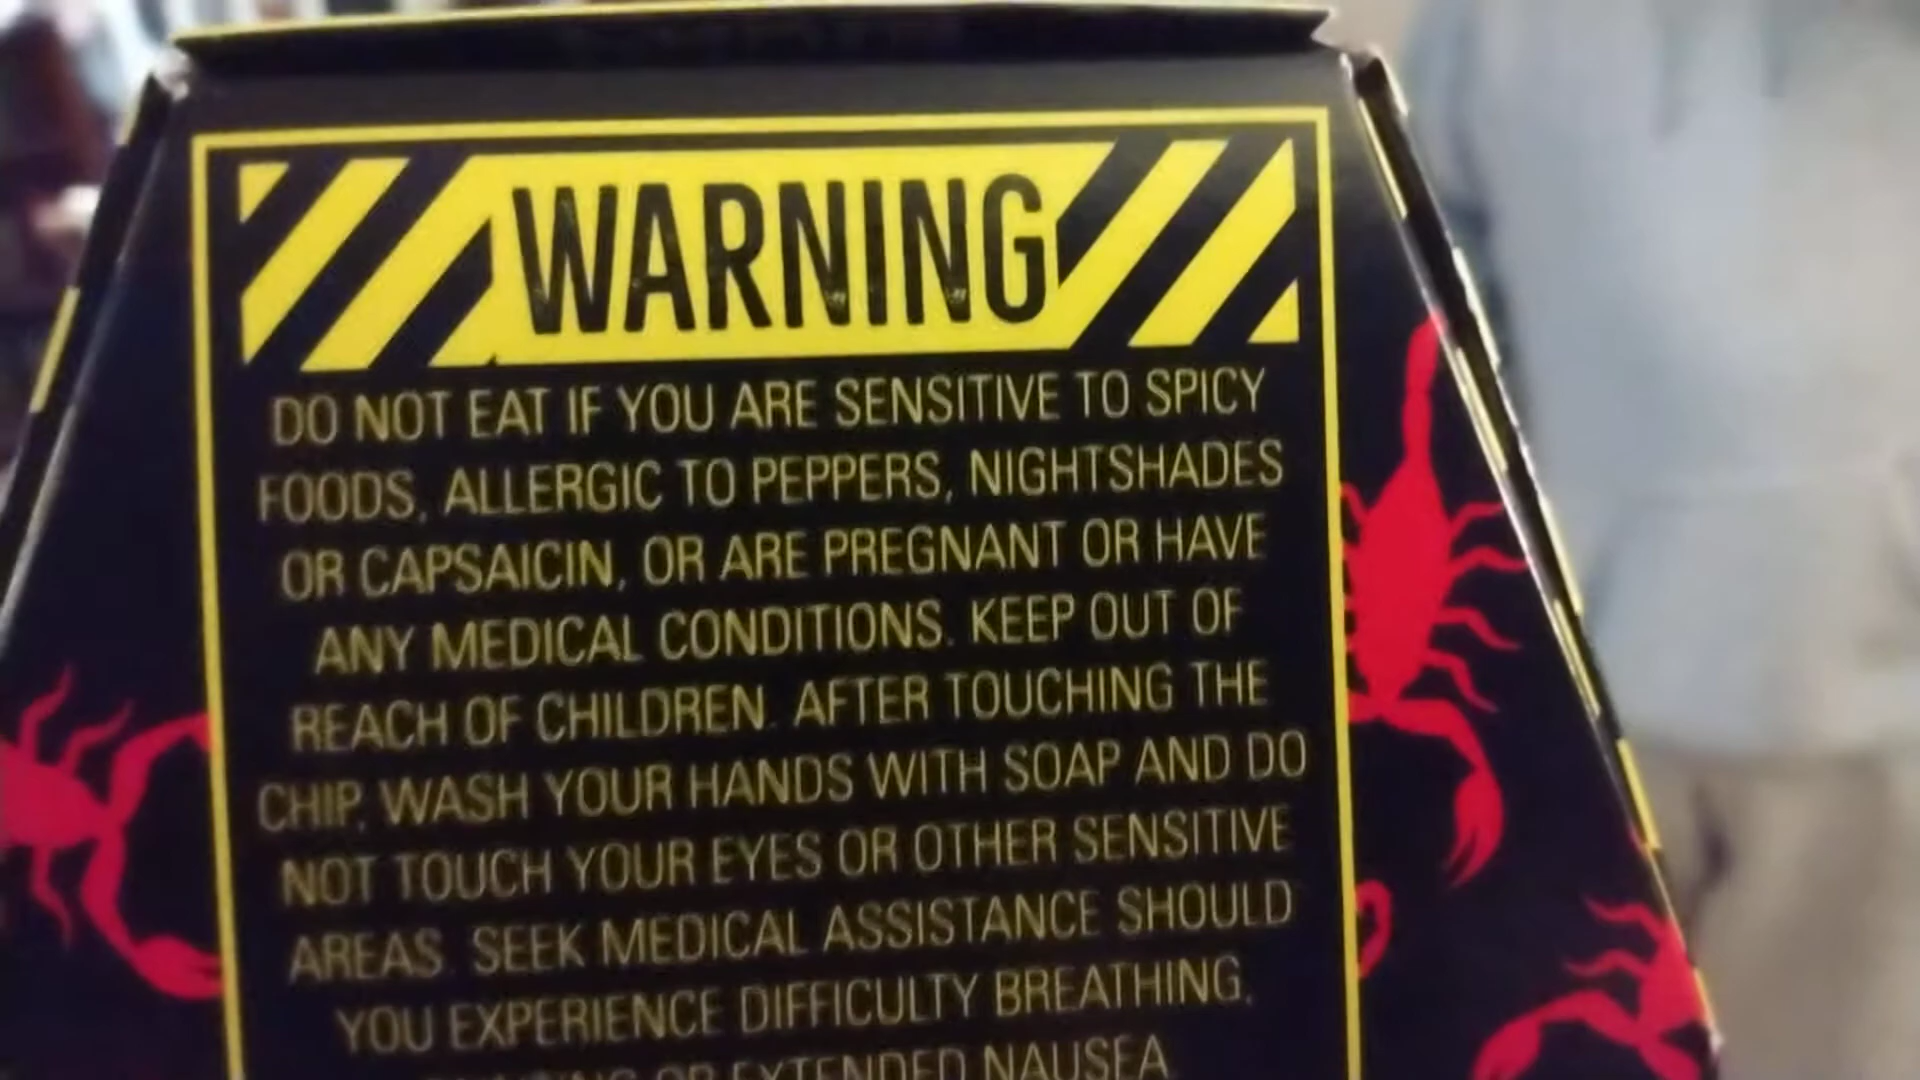 WARNING
DO NOT EAT IF YOU ARE SENSITIVE TO SPICY
FOODS, ALLERGIC TO PEPPERS, NIGHTSHADES
OR CAPSAICIN, OR ARE PREGNANT OR HAVE
ANY MEDICAL CONDITIONS. KEEP OUT OF
REACH OF CHILDREN. AFTER TOUCHING THE
CHIP, WASH YOUR HANDS WITH SOAP AND DO
NOT TOUCH YOUR EYES OR OTHER SENSITIVE
AREAS. SEEK MEDICAL ASSISTANCE SHOULD
YOU EXPERIENCE DIFFICULTY BREATHING,
OR EXTENDED NAUSEA